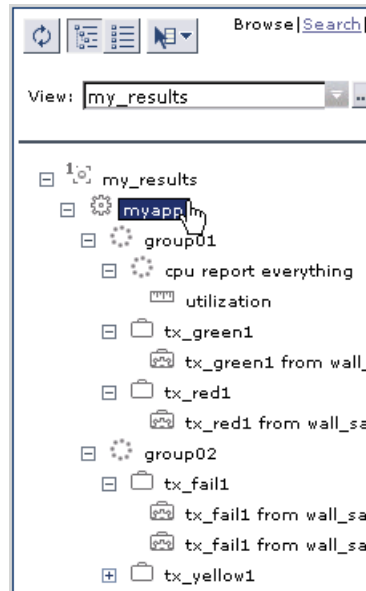 Browse|Search|
View: my_results
1 my_results
myapp
group01
cpu report everything
utilization
tx_green1
tx_green1 from wall_
tx_red1
tx_red1 from wall_sa
group02
tx_fail1
tx_fail1 from wall_sa
tx_fail1 from wall_sa
tx_yellow1